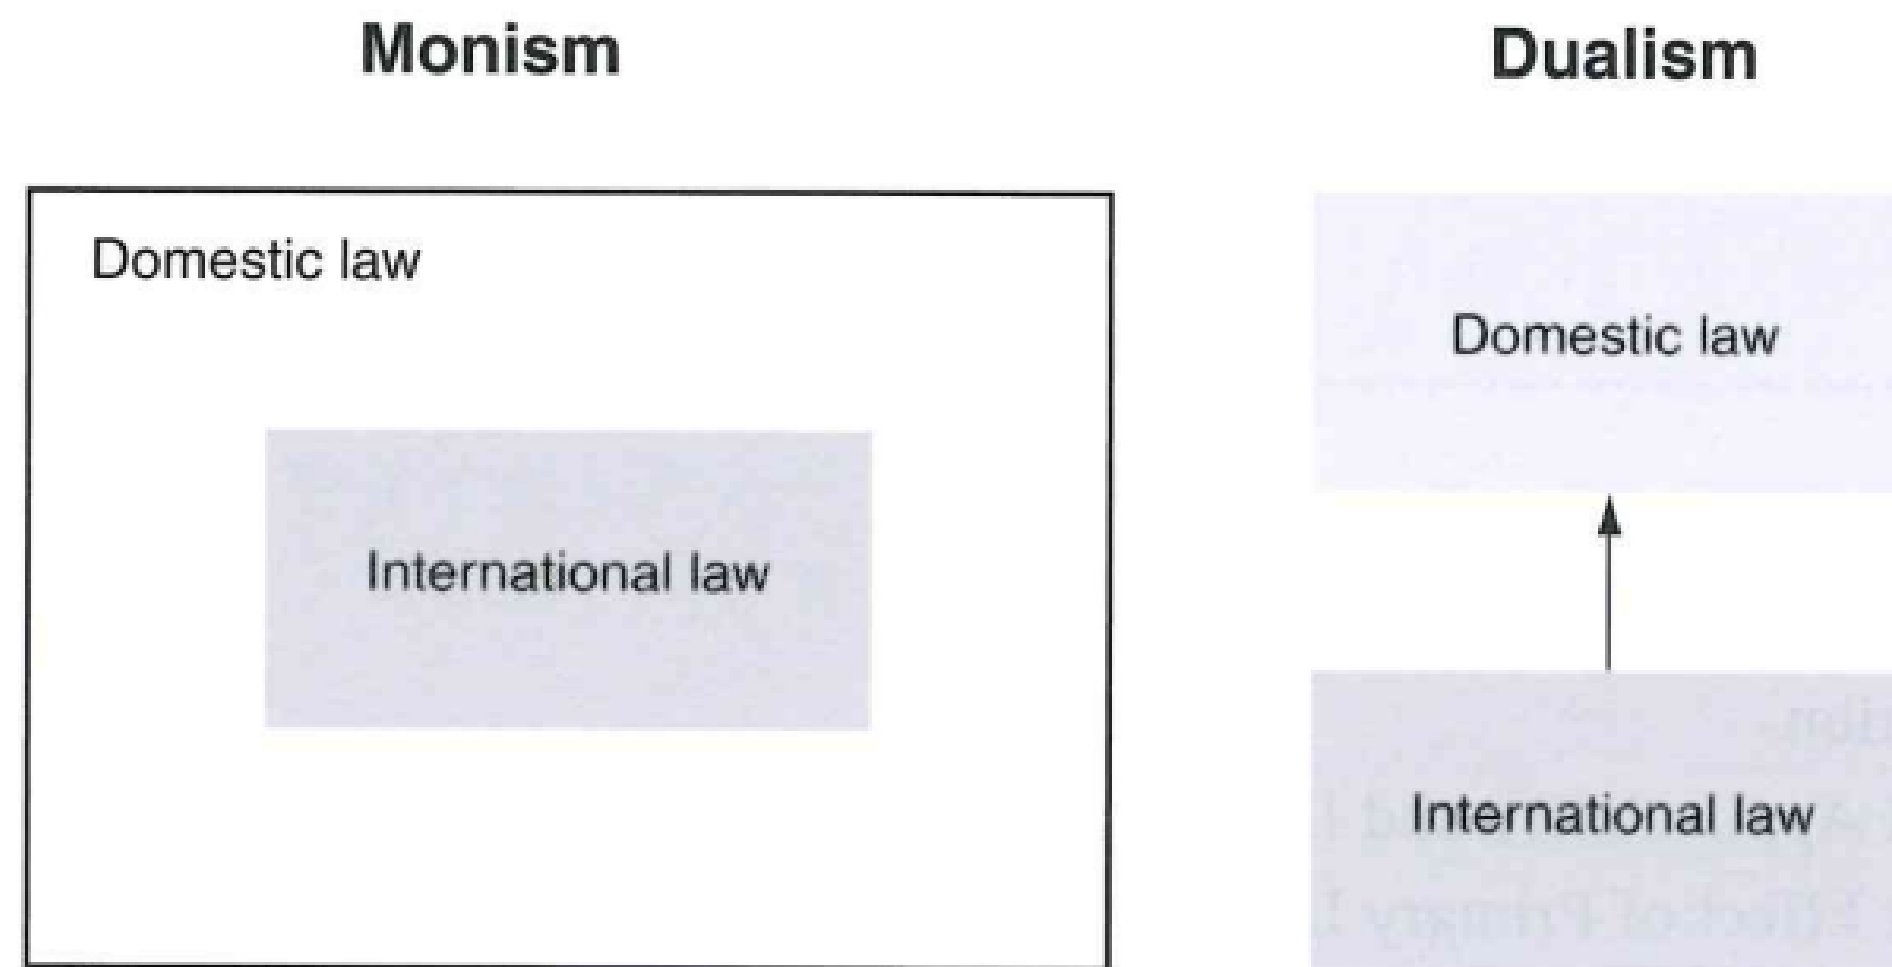 Monism
Dualism
Domestic law
International law
Domestic law
International law